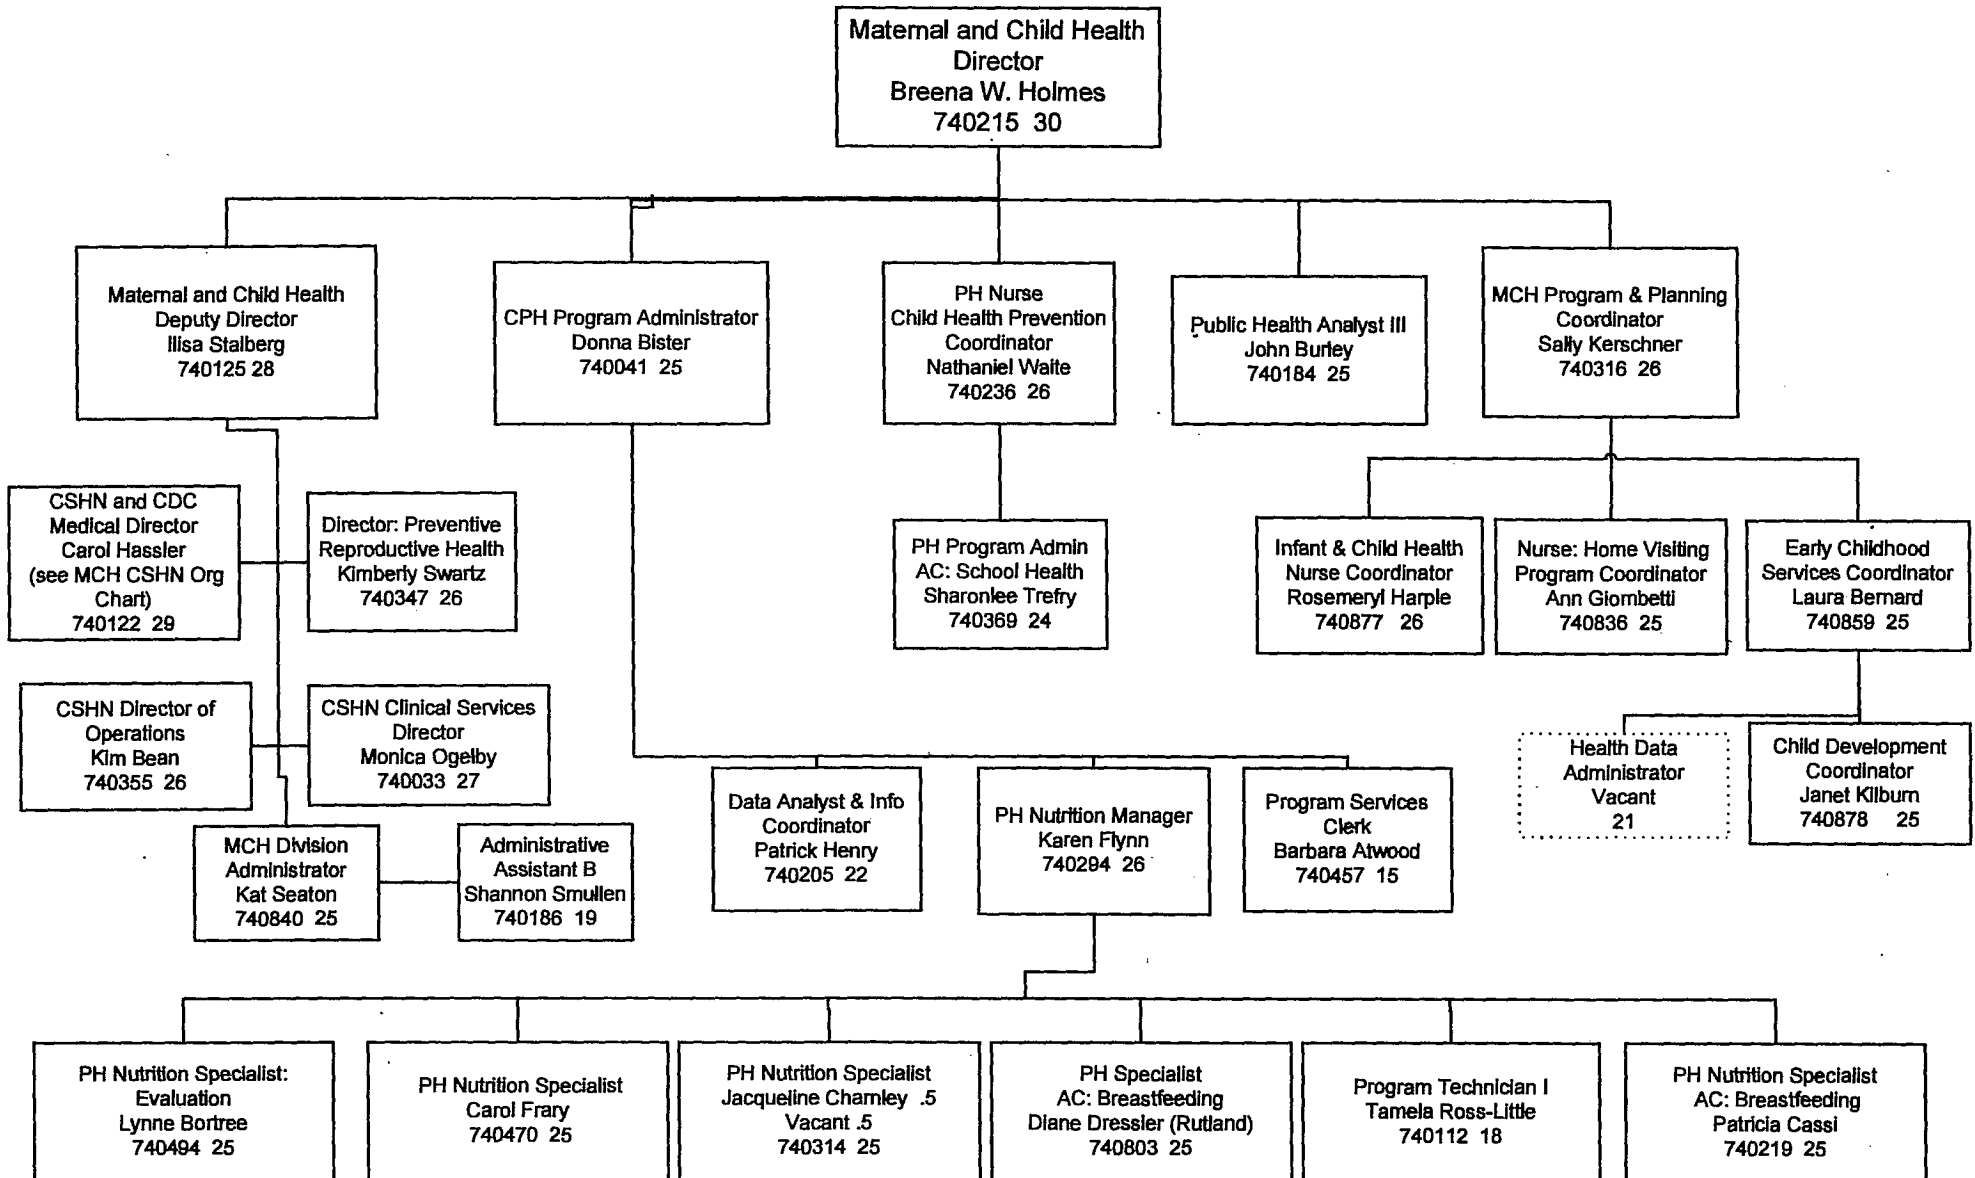 Maternal and Child Health
Director
Breena W. Holmes
740215 30
Maternal and Child Health
Deputy Director
Ilisa Stalberg
740125 28
CPH Program Administrator
Donna Bister
740041 25
PH Nurse
Child Health Prevention
Coordinator
Nathaniel Waite
740236 26
Public Health Analyst III
John Burley
740184 25
MCH Program & Planning
Coordinator
Sally Kerschner
740316 26
CSHN and CDC
Medical Director
Carol Hassler
(see MCH CSHN Org
Chart)
740122 29
Director: Preventive
Reproductive Health
Kimberly Swartz
740347 26
PH Program Admin
AC: School Health
Sharonlee Trefry
740369 24
Infant & Child Health
Nurse Coordinator
Rosemeryl Harple
740877 26
Nurse: Home Visiting
Program Coordinator
Ann Giombetti
740836 25
Early Childhood
Services Coordinator
Laura Bernard
740859 25
CSHN Director of
Operations
Kim Bean
740355 26
CSHN Clinical Services
Director
Monica Ogelby
740033 27
Health Data
Administrator
Vacant
21
Child Development
Coordinator
Janet Kilburn
740878 25
MCH Division
Administrator
Kat Seaton
740840 25
Administrative
Assistant B
Shannon Smullen
740186 19
Data Analyst & Info
Coordinator
Patrick Henry
740205 22
PH Nutrition Manager
Karen Flynn
740294 26
Program Services
Clerk
Barbara Atwood
740457 15
PH Nutrition Specialist:
Evaluation
Lynne Bortree
740494 25
PH Nutrition Specialist
Carol Frary
740470 25
PH Nutrition Specialist
Jacqueline Charnley .5
Vacant .5
740314 25
PH Specialist
AC: Breastfeeding
Diane Dressler (Rutland)
740803 25
Program Technician I
Tamela Ross-Little
740112 18
PH Nutrition Specialist
AC: Breastfeeding
Patricia Cassi
740219 25